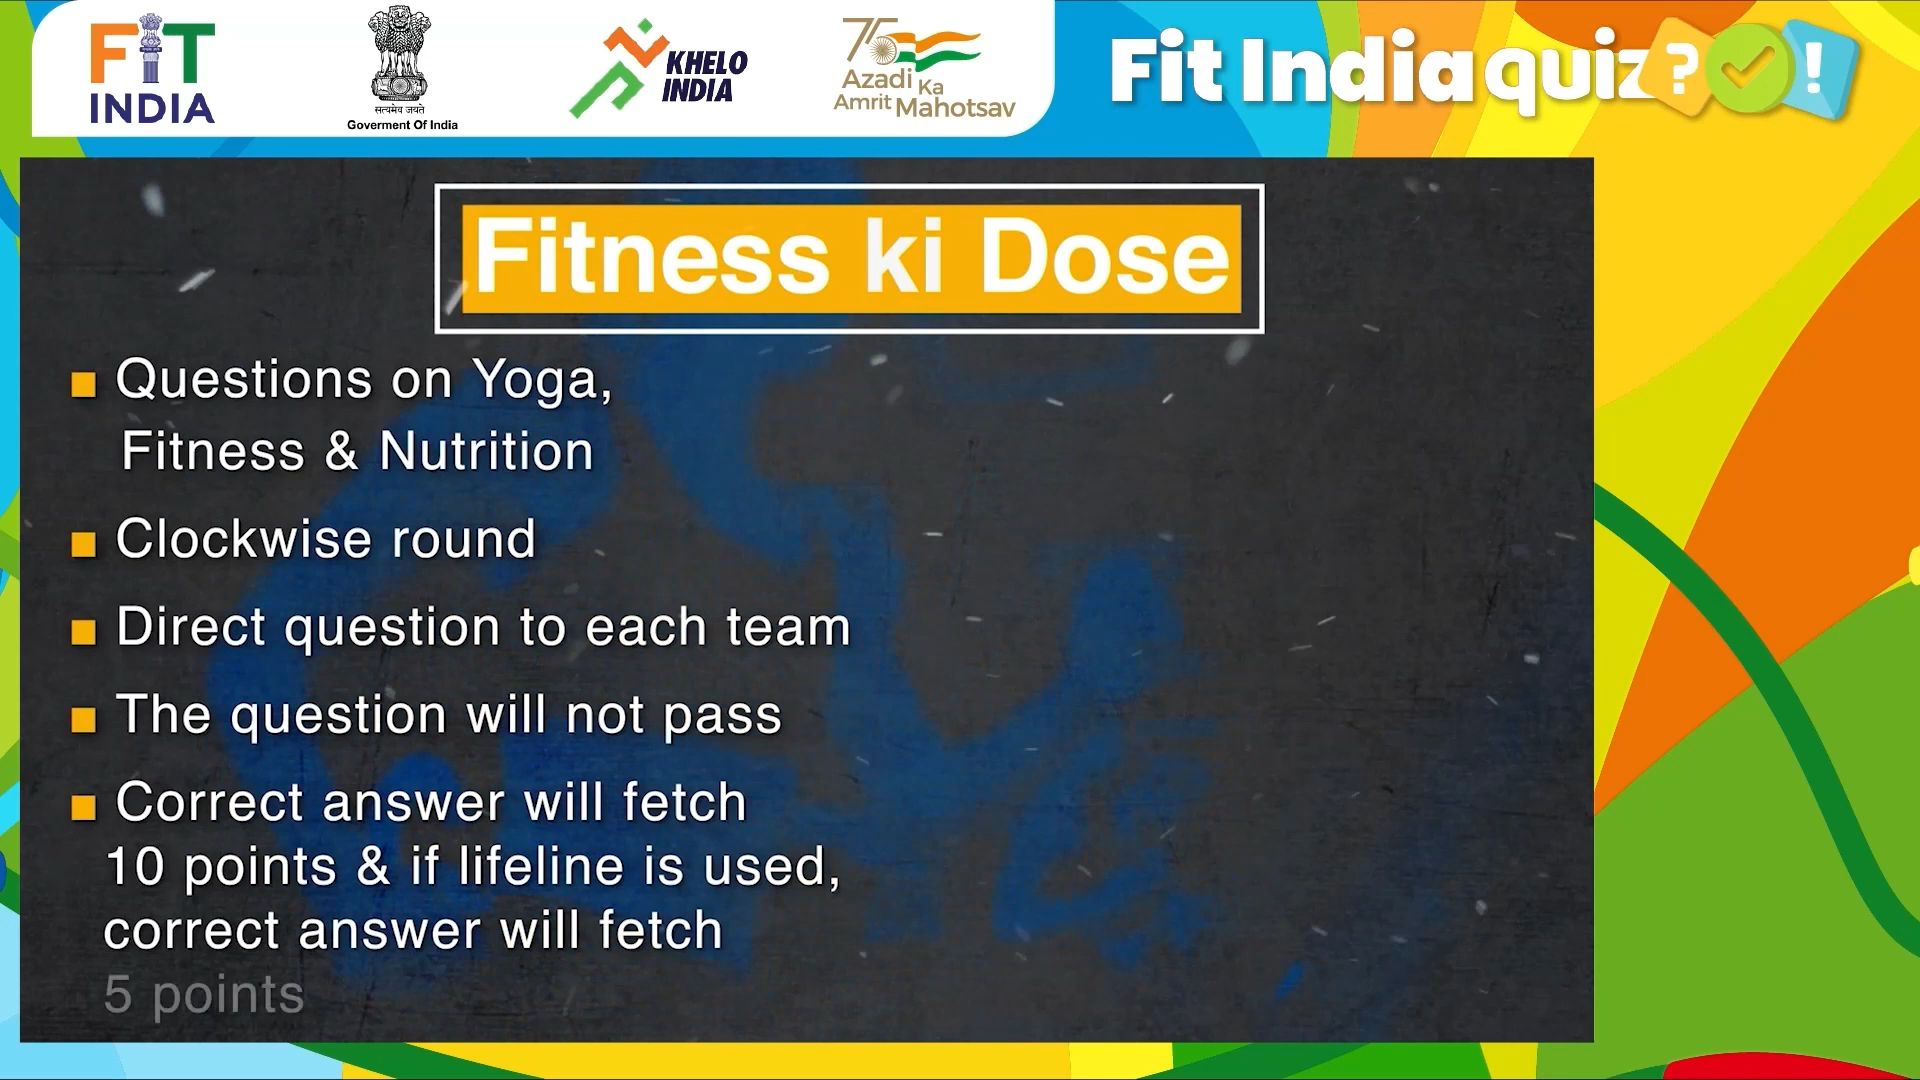 FIT
INDIA
सत्यमेव जयते
Goverment Of India
KHELO
INDIA
75
Azadi Ka
Amrit Mahotsav
Fit India quiz?!
Fitness ki Dose
Questions on Yoga,
Fitness & Nutrition
Clockwise round
Direct question to each team
The question will not pass
Correct answer will fetch
10 points & if lifeline is used,
correct answer will fetch
5 points